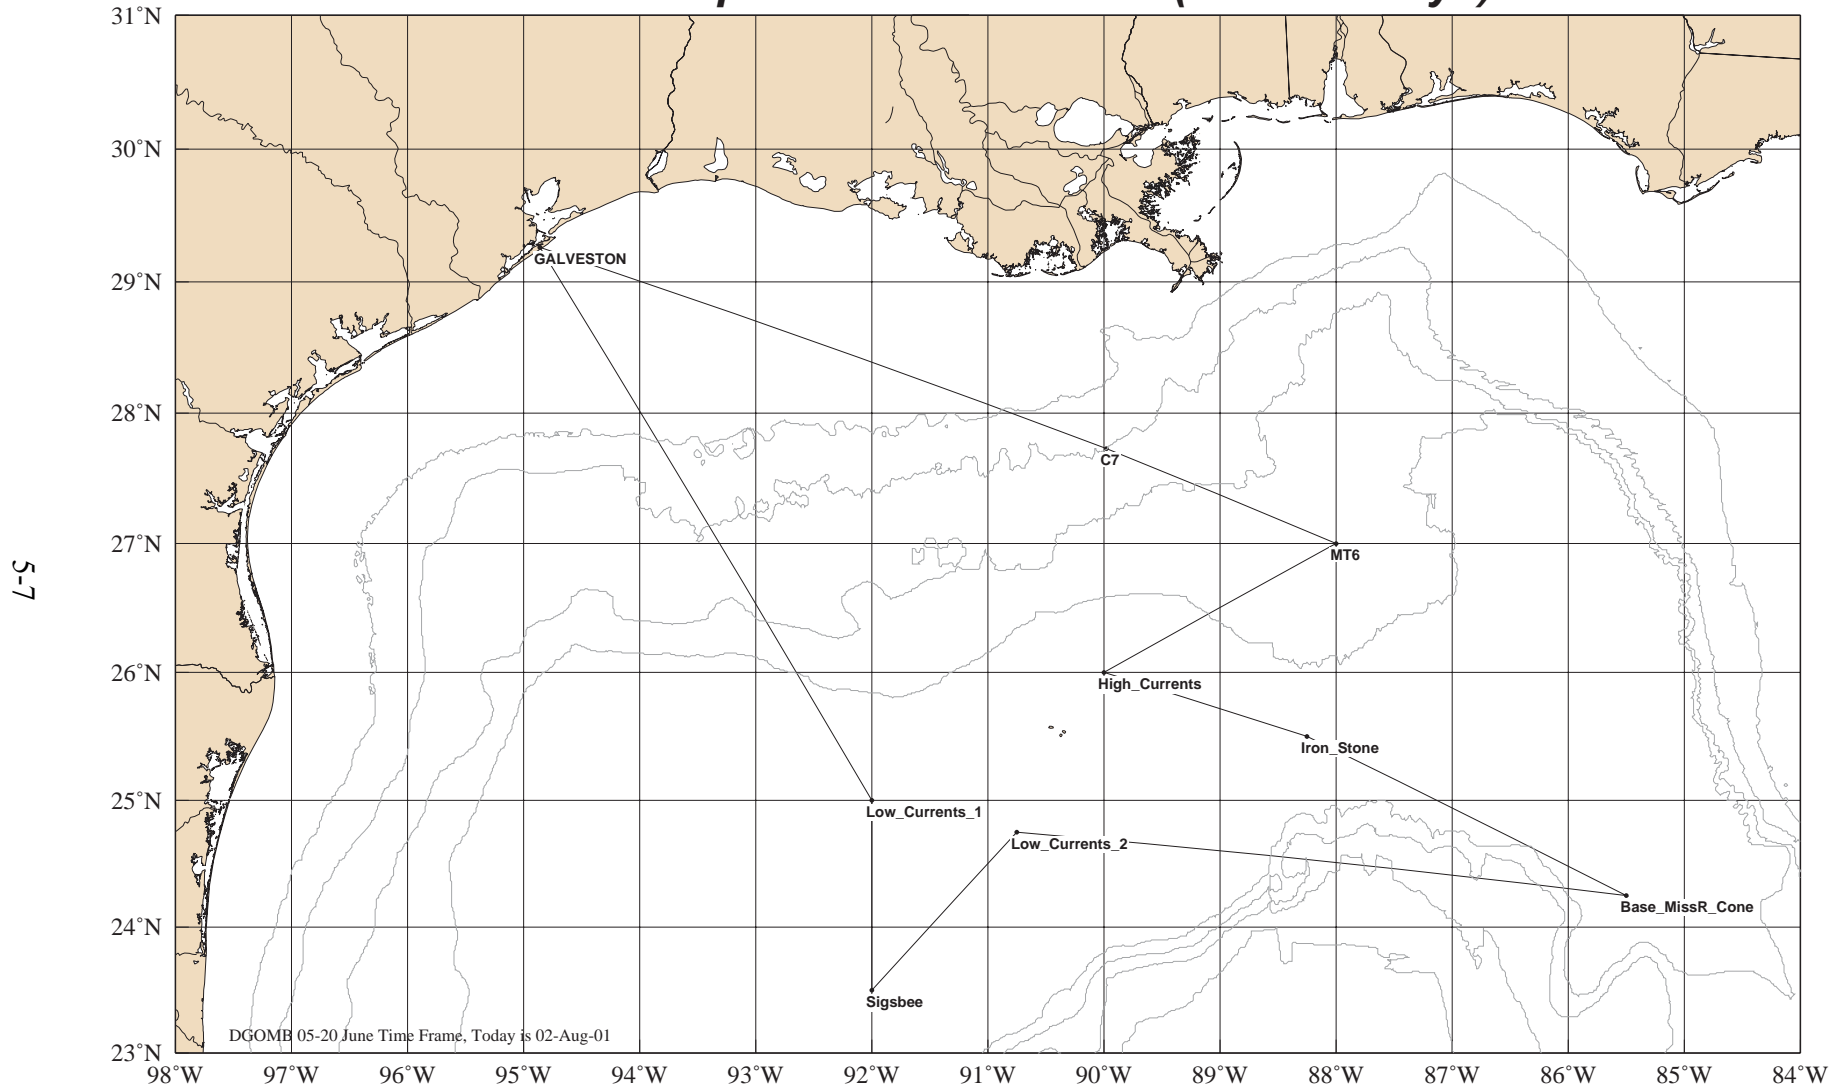 31°N
30°N
29°N
28°N
27°N
26°N
25°N
24°N
23°N
GALVESTON
C7
MT6
High_Currents
Iron_Stone
Low_Currents_1
Low_Currents_2
Base_MissR_Cone
Sigsbee
DGOMB 05-20 June Time Frame, Today is 02-Aug-01
98°W 97°W 96°W 95°W 94°W 93°W 92°W 91°W 90°W 89°W 88°W 87°W 86°W 85°W 84°W
5-7